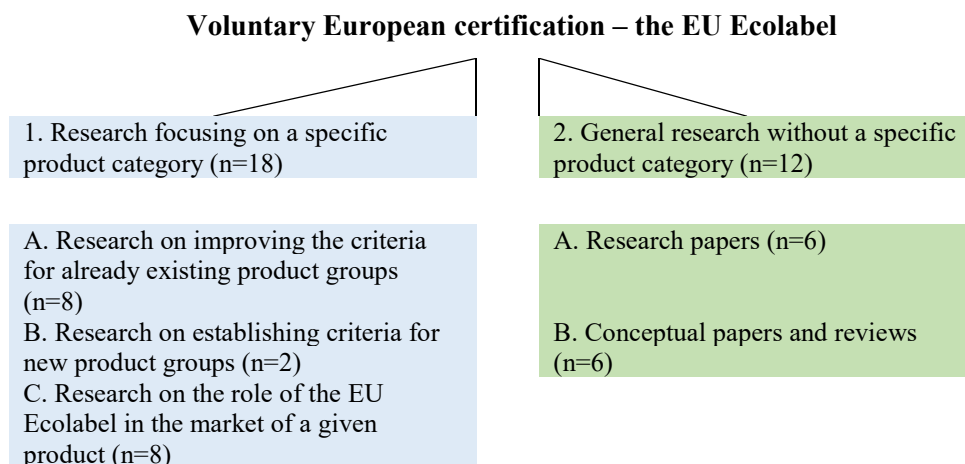 Voluntary European certification – the EU Ecolabel
1. Research focusing on a specific
product category (n=18)
2. General research without a specific
product category (n=12)
A. Research on improving the criteria
for already existing product groups
(n=8)
B. Research on establishing criteria for
new product groups (n=2)
C. Research on the role of the EU
Ecolabel in the market of a given
product (n=8)
A. Research papers (n=6)
B. Conceptual papers and reviews
(n=6)